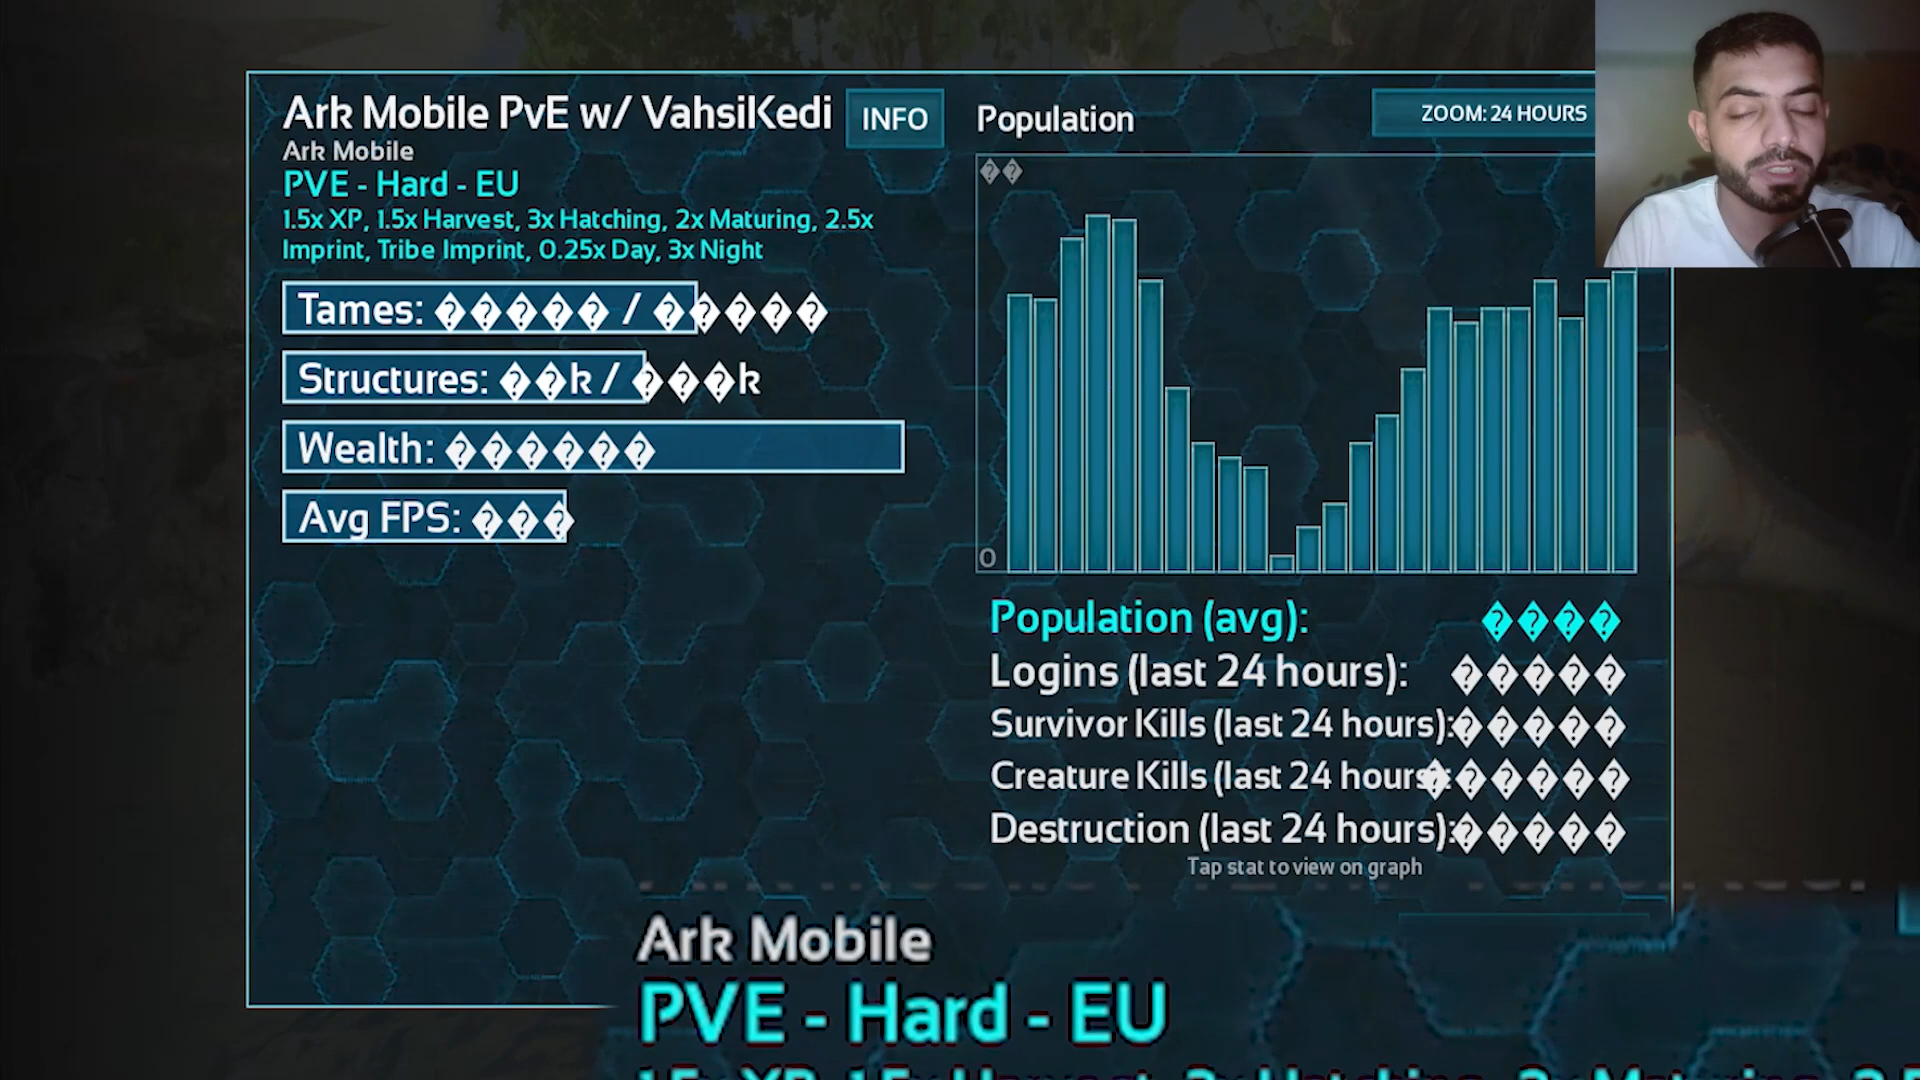 Ark Mobile PvE w/ VahsiKedi
INFO
Ark Mobile
PVE - Hard - EU
1.5x XP, 1.5x Harvest, 3x Hatching, 2x Maturing, 2.5x
Imprint, Tribe Imprint, 0.25x Day, 3x Night
Tames: ����� / �����
Structures: ��k / ���k
Wealth: ������
Avg FPS: ���
Population
ZOOM: 24 HOURS
��
0
Population (avg): ����
Logins (last 24 hours): �����
Survivor Kills (last 24 hours): �����
Creature Kills (last 24 hours): ������
Destruction (last 24 hours): �����
Tap stat to view on graph
Ark Mobile
PVE - Hard - EU